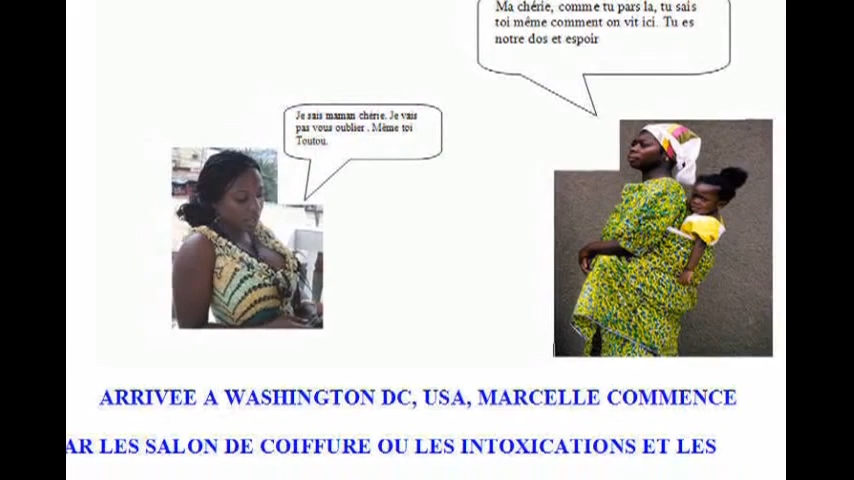 Ma chérie, comme tu pars la, tu sais
toi même comment on vit ici. Tu es
notre dos et espoir
Je sais maman chérie. Je vais
pas vous oublier . Même toi
Toutou.
ARRIVEE A WASHINGTON DC, USA, MARCELLE COMMENCE
AR LES SALON DE COIFFURE OU LES INTOXICATIONS ET LES